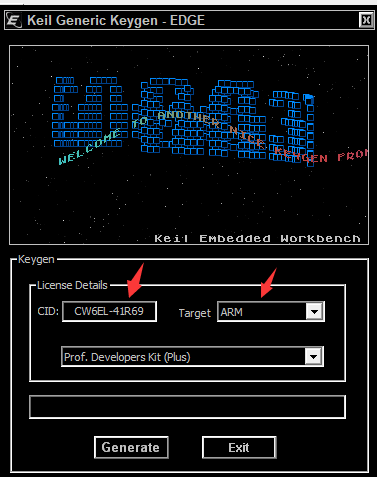 Keil Generic Keygen - EDGE
WELCOME TO ANOTHER NICE KEYGEN FROM
Keil Embedded Workbench
Keygen
License Details
CID: CW6EL-41R69 Target ARM
Prof. Developers Kit (Plus)
Generate Exit